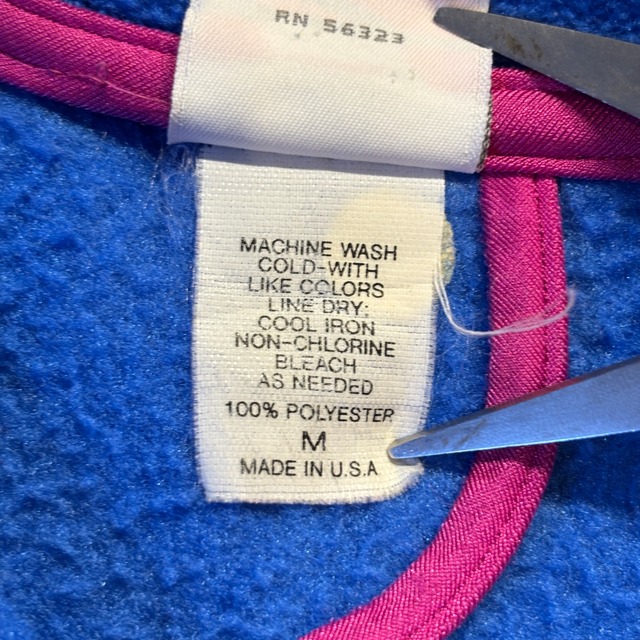 RN 56323
MACHINE WASH
COLD-WITH
LIKE COLORS
LINE DRY;
COOL IRON
NON-CHLORINE
BLEACH
AS NEEDED
100% POLYESTER
M
MADE IN U.S.A